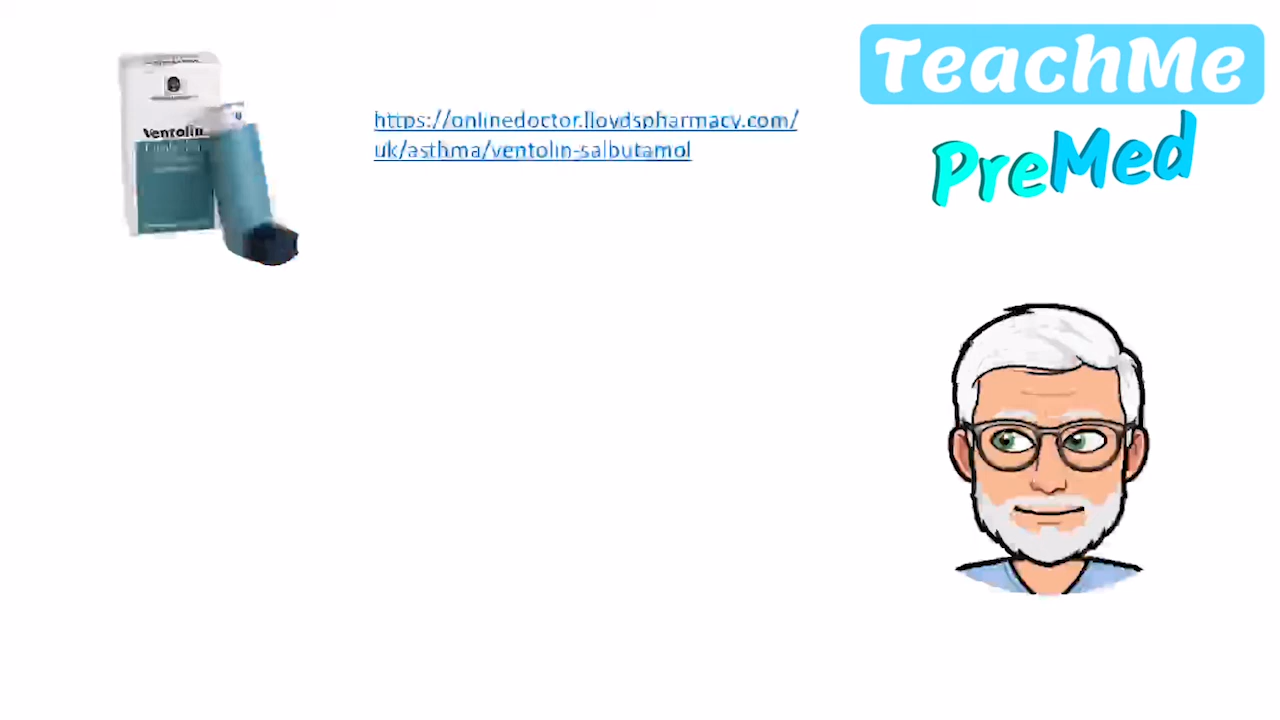 TeachMe
PreMed
Ventolin
https://onlinedoctor.lloydspharmacy.com/
uk/asthma/ventolin-salbutamol